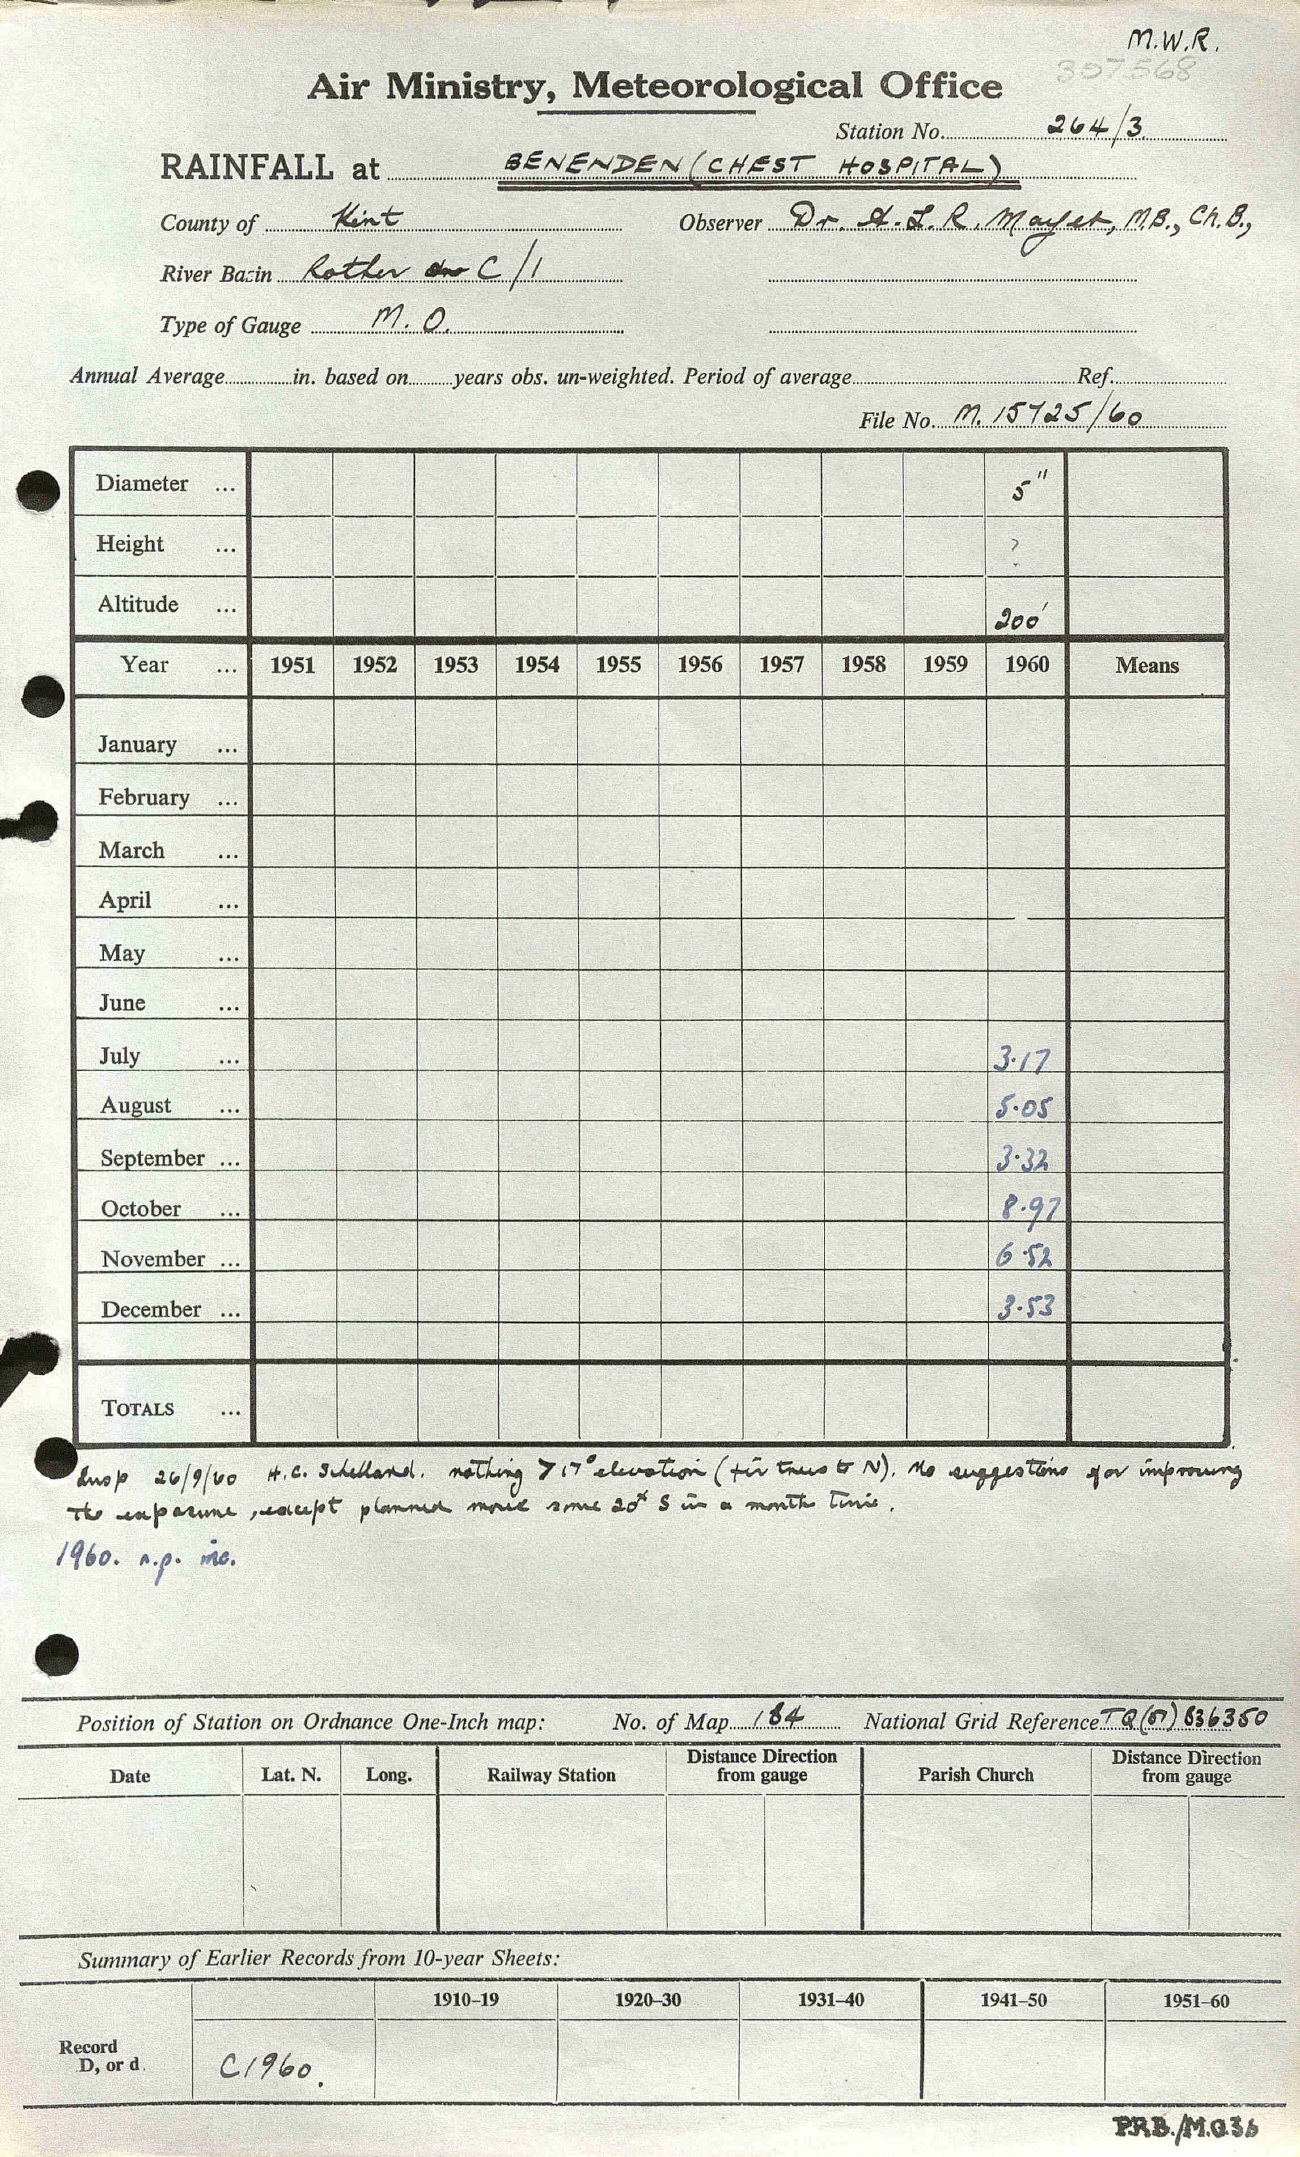 M.W.R.
307568
Air Ministry, Meteorological Office
Station No. 264/3
RAINFALL at BENENDEN (CHEST HOSPITAL)
County of Kent Observer Dr. A.L.R. Mayet, M.B., Ch.B.,
River Basin Rother C/1
Type of Gauge M.O.
Annual Average in. based on years obs. un-weighted. Period of average Ref.
File No. M. 15725/60
Diameter ... 5"
Height ... ?
Altitude ... 200'
Year ... 1951 1952 1953 1954 1955 1956 1957 1958 1959 1960 Means
January ...
February ...
March ...
April ...
May ...
June ...
July ... 3.17
August ... 5.05
September ... 3.32
October ... 8.97
November ... 6.52
December ... 3.53
TOTALS ...
Insp 26/9/60 H.C. nothing > 17° elevation (fir trees to N). No suggestions for improving
the exposure, except planned move some 20x S in a months time.
1960. n.p. inc.
Position of Station on Ordnance One-Inch map: No. of Map 184 National Grid Reference TQ (51) 836350
Date Lat. N. Long. Railway Station Distance Direction from gauge Parish Church Distance Direction from gauge
Summary of Earlier Records from 10-year Sheets:
1910–19 1920–30 1931–40 1941–50 1951–60
Record
D, or d. C1960.
P.R.B./M.O.36